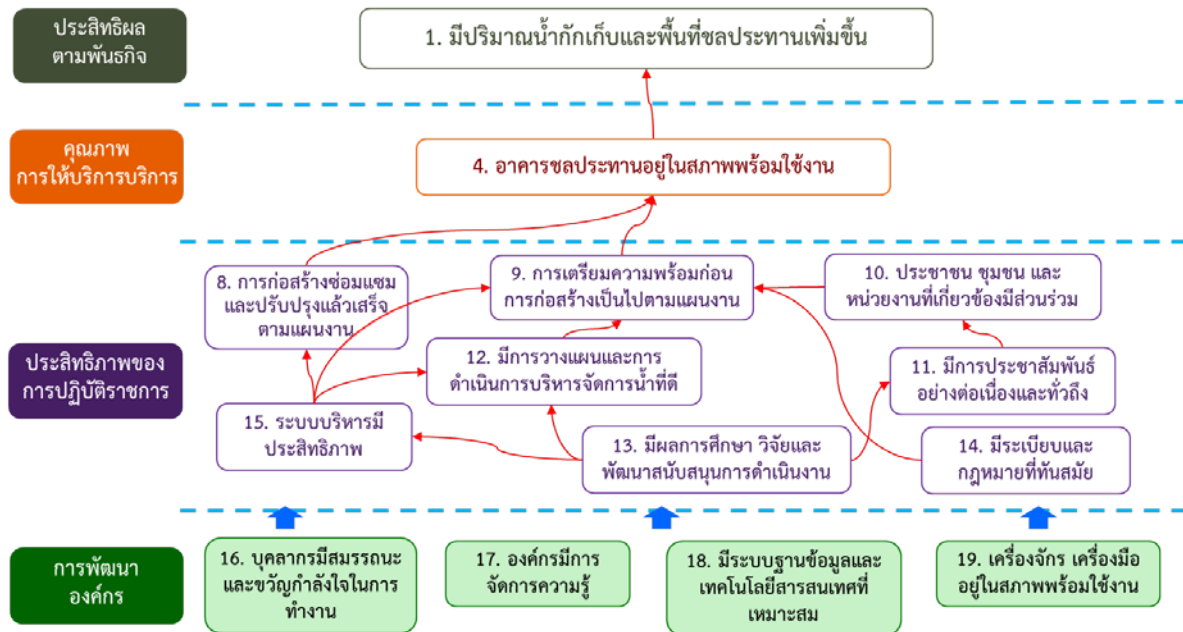 ประสิทธิผล
ตามพันธกิจ
1. มีปริมาณน้ำกักเก็บและพื้นที่ชลประทานเพิ่มขึ้น
คุณภาพ
การให้บริการบริการ
4. อาคารชลประทานอยู่ในสภาพพร้อมใช้งาน
ประสิทธิภาพของ
การปฏิบัติราชการ
8. การก่อสร้างซ่อมแซม
และปรับปรุงแล้วเสร็จ
ตามแผนงาน
9. การเตรียมความพร้อมก่อน
การก่อสร้างเป็นไปตามแผนงาน
10. ประชาชน ชุมชน และ
หน่วยงานที่เกี่ยวข้องมีส่วนร่วม
12. มีการวางแผนและการ
ดำเนินการบริหารจัดการน้ำที่ดี
11. มีการประชาสัมพันธ์
อย่างต่อเนื่องและทั่วถึง
15. ระบบบริหารมี
ประสิทธิภาพ
13. มีผลการศึกษา วิจัยและ
พัฒนาสนับสนุนการดำเนินงาน
14. มีระเบียบและ
กฎหมายที่ทันสมัย
การพัฒนา
องค์กร
16. บุคลากรมีสมรรถนะ
และขวัญกำลังใจในการ
ทำงาน
17. องค์กรมีการ
จัดการความรู้
18. มีระบบฐานข้อมูลและ
เทคโนโลยีสารสนเทศที่
เหมาะสม
19. เครื่องจักร เครื่องมือ
อยู่ในสภาพพร้อมใช้งาน